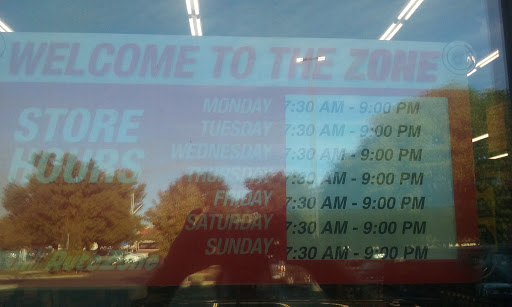 WELCOME TO THE ZONE
STORE HOURS
MONDAY 7:30 AM - 9:00 PM
TUESDAY 7:30 AM - 9:00 PM
WEDNESDAY 7:30 AM - 9:00 PM
THURSDAY 7:30 AM - 9:00 PM
FRIDAY 7:30 AM - 9:00 PM
SATURDAY 7:30 AM - 9:00 PM
SUNDAY 7:30 AM - 9:00 PM
AutoZone